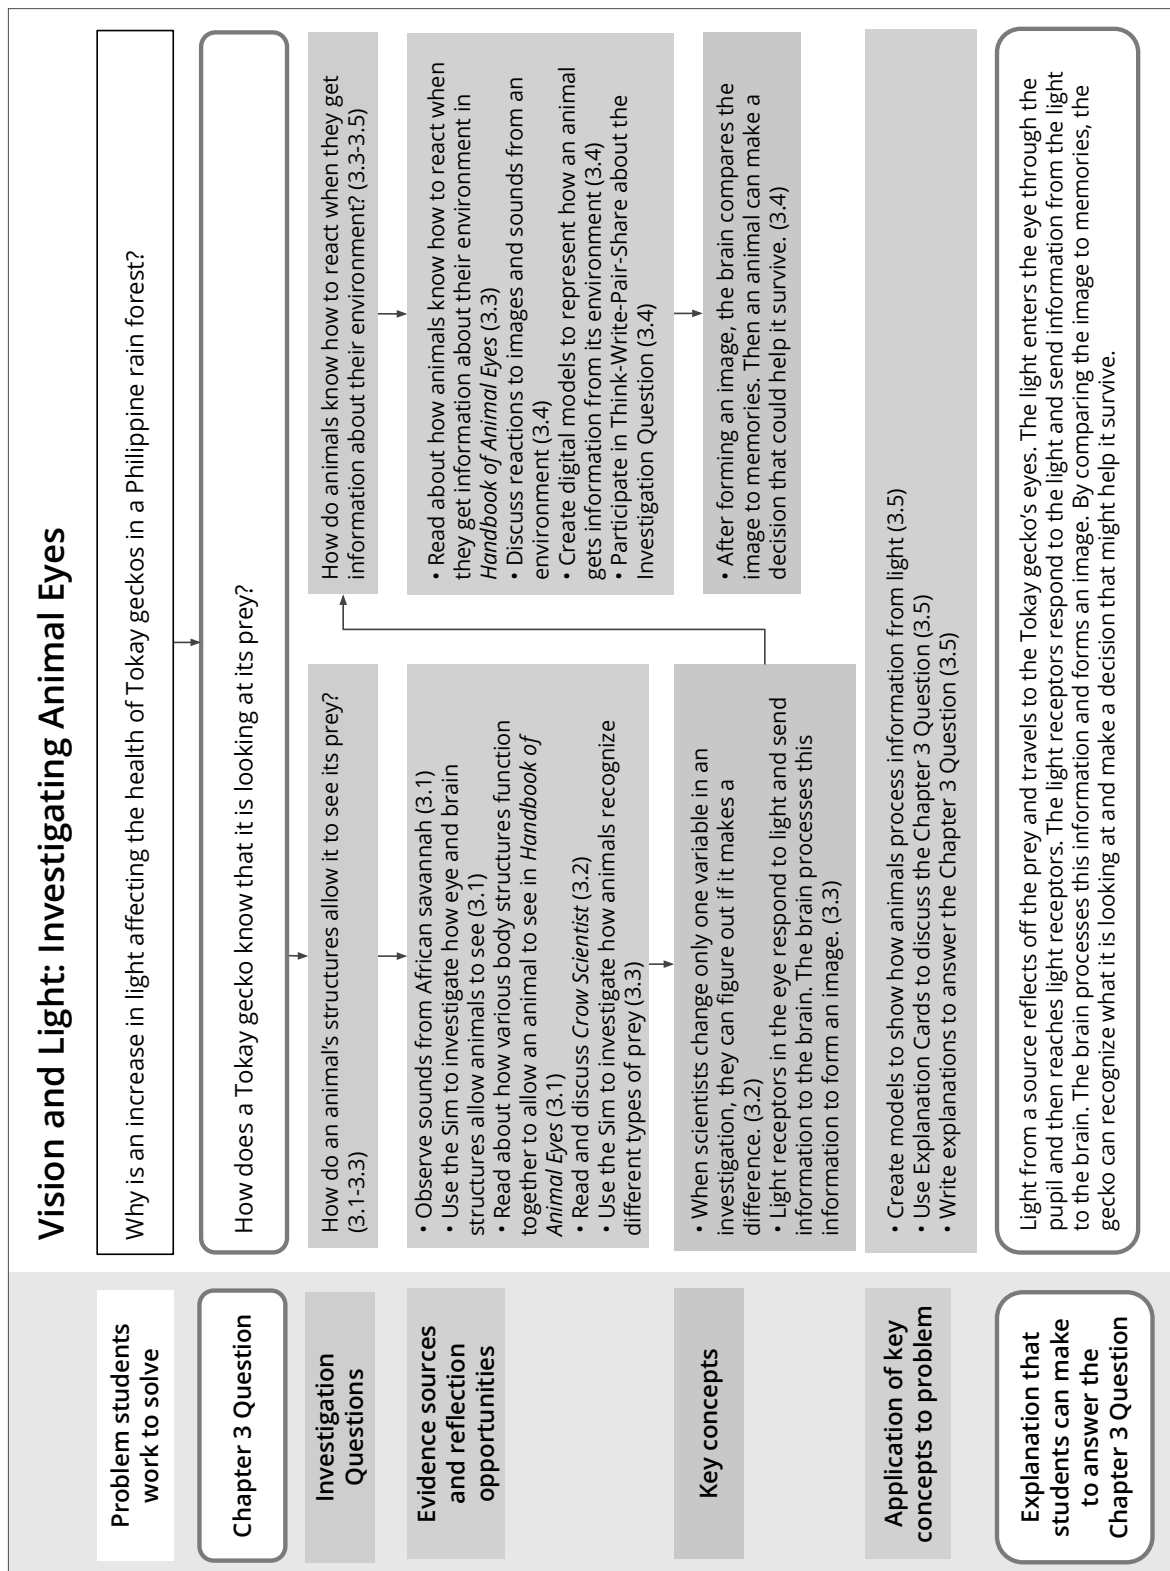 Vision and Light: Investigating Animal Eyes
Problem students
work to solve
Why is an increase in light affecting the health of Tokay geckos in a Philippine rain forest?
Chapter 3 Question
How does a Tokay gecko know that it is looking at its prey?
Investigation
Questions
How do an animal’s structures allow it to see its prey?
(3.1-3.3)
How do animals know how to react when they get
information about their environment? (3.3-3.5)
Evidence sources
and reflection
opportunities
• Observe sounds from African savannah (3.1)
• Use the Sim to investigate how eye and brain
structures allow animals to see (3.1)
• Read about how various body structures function
together to allow an animal to see in Handbook of
Animal Eyes (3.1)
• Read and discuss Crow Scientist (3.2)
• Use the Sim to investigate how animals recognize
different types of prey (3.3)
• Read about how animals know how to react when
they get information about their environment in
Handbook of Animal Eyes (3.3)
• Discuss reactions to images and sounds from an
environment (3.4)
• Create digital models to represent how an animal
gets information from its environment (3.4)
• Participate in Think-Write-Pair-Share about the
Investigation Question (3.4)
Key concepts
• When scientists change only one variable in an
investigation, they can figure out if it makes a
difference. (3.2)
• Light receptors in the eye respond to light and send
information to the brain. The brain processes this
information to form an image. (3.3)
• After forming an image, the brain compares the
image to memories. Then an animal can make a
decision that could help it survive. (3.4)
Application of key
concepts to problem
• Create models to show how animals process information from light (3.5)
• Use Explanation Cards to discuss the Chapter 3 Question (3.5)
• Write explanations to answer the Chapter 3 Question (3.5)
Explanation that
students can make
to answer the
Chapter 3 Question
Light from a source reflects off the prey and travels to the Tokay gecko’s eyes. The light enters the eye through the
pupil and then reaches light receptors. The light receptors respond to the light and send information from the light
to the brain. The brain processes this information and forms an image. By comparing the image to memories, the
gecko can recognize what it is looking at and make a decision that might help it survive.